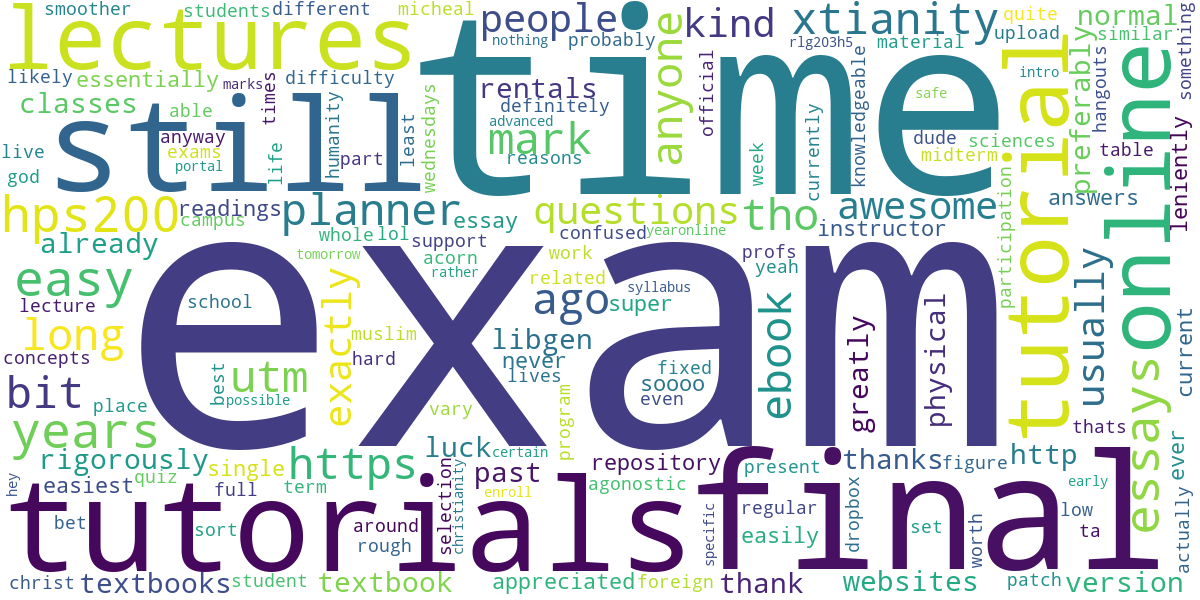 smoother
students
different
micheal
people
kind
xtianity
quite
normal
lectures
time
nothing
probably
anyone
rlg203h5
material
upload
similar
something
likely
essentially
marks
difficulty
rentals
official
intro
tutorial
preferably
hangouts
classes
able
times
still
definitely
advanced
mark
reasons
currently
knowledgeable
safe
dude
midterm
sciences
table
online
leniently
live
god
anyway
exams
portal
life
humanity
part
least
wednesdays
week
answers
hps200
readings
campus
planner
essay
questions
tho
awesome
instructor
participation
already
whole
lol
support
confused
yearonline
work
profs
yeah
usually
easy
tomorrow
acorn
rather
related
syllabus
exam
ago
super
ebook
greatly
physical
current
lecture
school
exactly
long
muslim
libgen
never
lives
concepts
hard
fixed
soooo
even
bit
utm
best
possible
place
vary
program
essays
years
luck
certain
thats
rigorously
single
https
past
repository
present
thanks
figure
http
ever
hey
easiest
quiz
full
term
selection
christianity
enroll
agonostic
regular
dropbox
early
actually
tutorials
final
bet
sort
around
rough
specific
easily
set
worth
low
ta
christ
textbooks
student
textbook
appreciated
foreign
thank
websites
patch
version